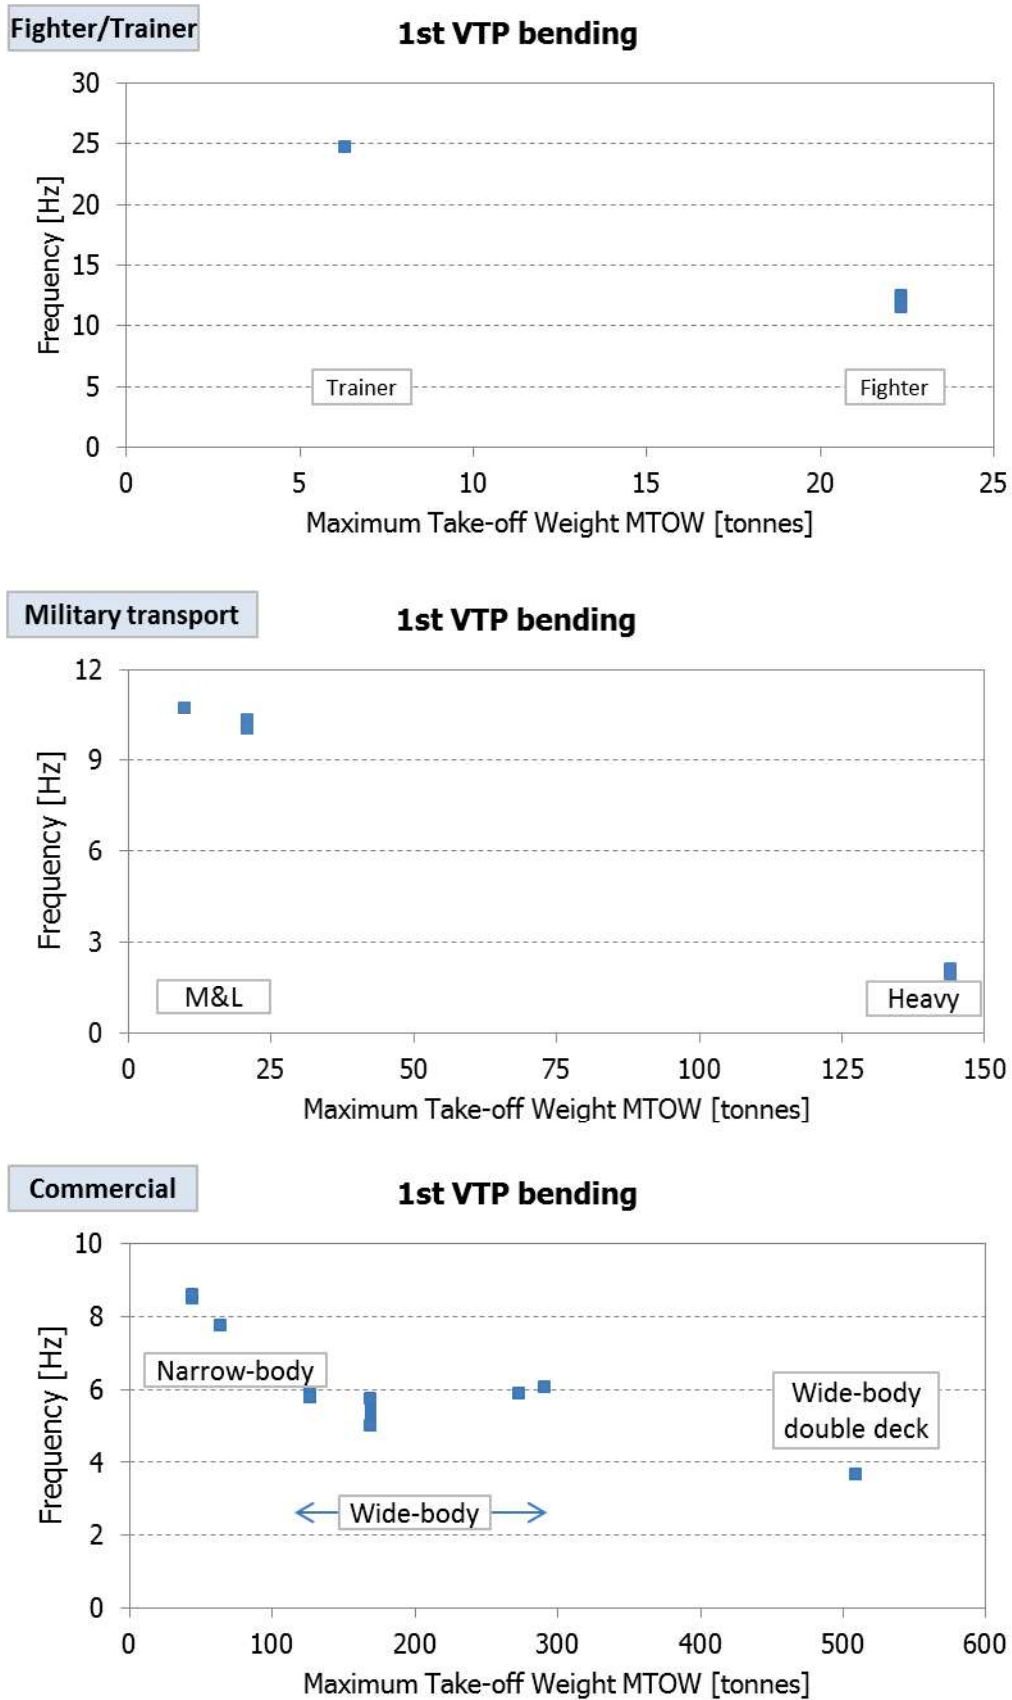 Fighter/Trainer
1st VTP bending
30
25
20
15
10
5
0
Frequency [Hz]
Trainer
Fighter
0 5 10 15 20 25
Maximum Take-off Weight MTOW [tonnes]
Military transport
1st VTP bending
12
9
6
3
0
Frequency [Hz]
M&L
Heavy
0 25 50 75 100 125 150
Maximum Take-off Weight MTOW [tonnes]
Commercial
1st VTP bending
10
8
6
4
2
0
Frequency [Hz]
Narrow-body
Wide-body
double deck
Wide-body
0 100 200 300 400 500 600
Maximum Take-off Weight MTOW [tonnes]